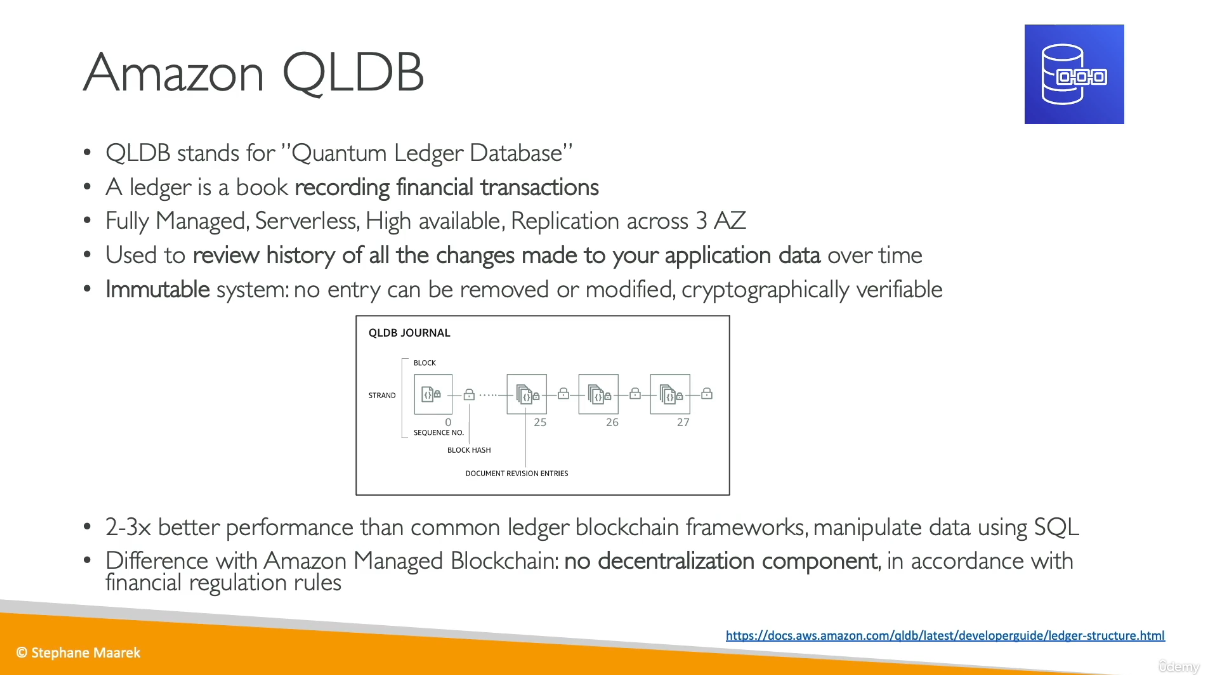 Amazon QLDB
• QLDB stands for ”Quantum Ledger Database”
• A ledger is a book recording financial transactions
• Fully Managed, Serverless, High available, Replication across 3 AZ
• Used to review history of all the changes made to your application data over time
• Immutable system: no entry can be removed or modified, cryptographically verifiable
QLDB JOURNAL
BLOCK
STRAND
0 25 26 27
SEQUENCE NO.
BLOCK HASH
DOCUMENT REVISION ENTRIES
• 2-3x better performance than common ledger blockchain frameworks, manipulate data using SQL
• Difference with Amazon Managed Blockchain: no decentralization component, in accordance with
financial regulation rules
https://docs.aws.amazon.com/qldb/latest/developerguide/ledger-structure.html
© Stephane Maarek
ûdemy